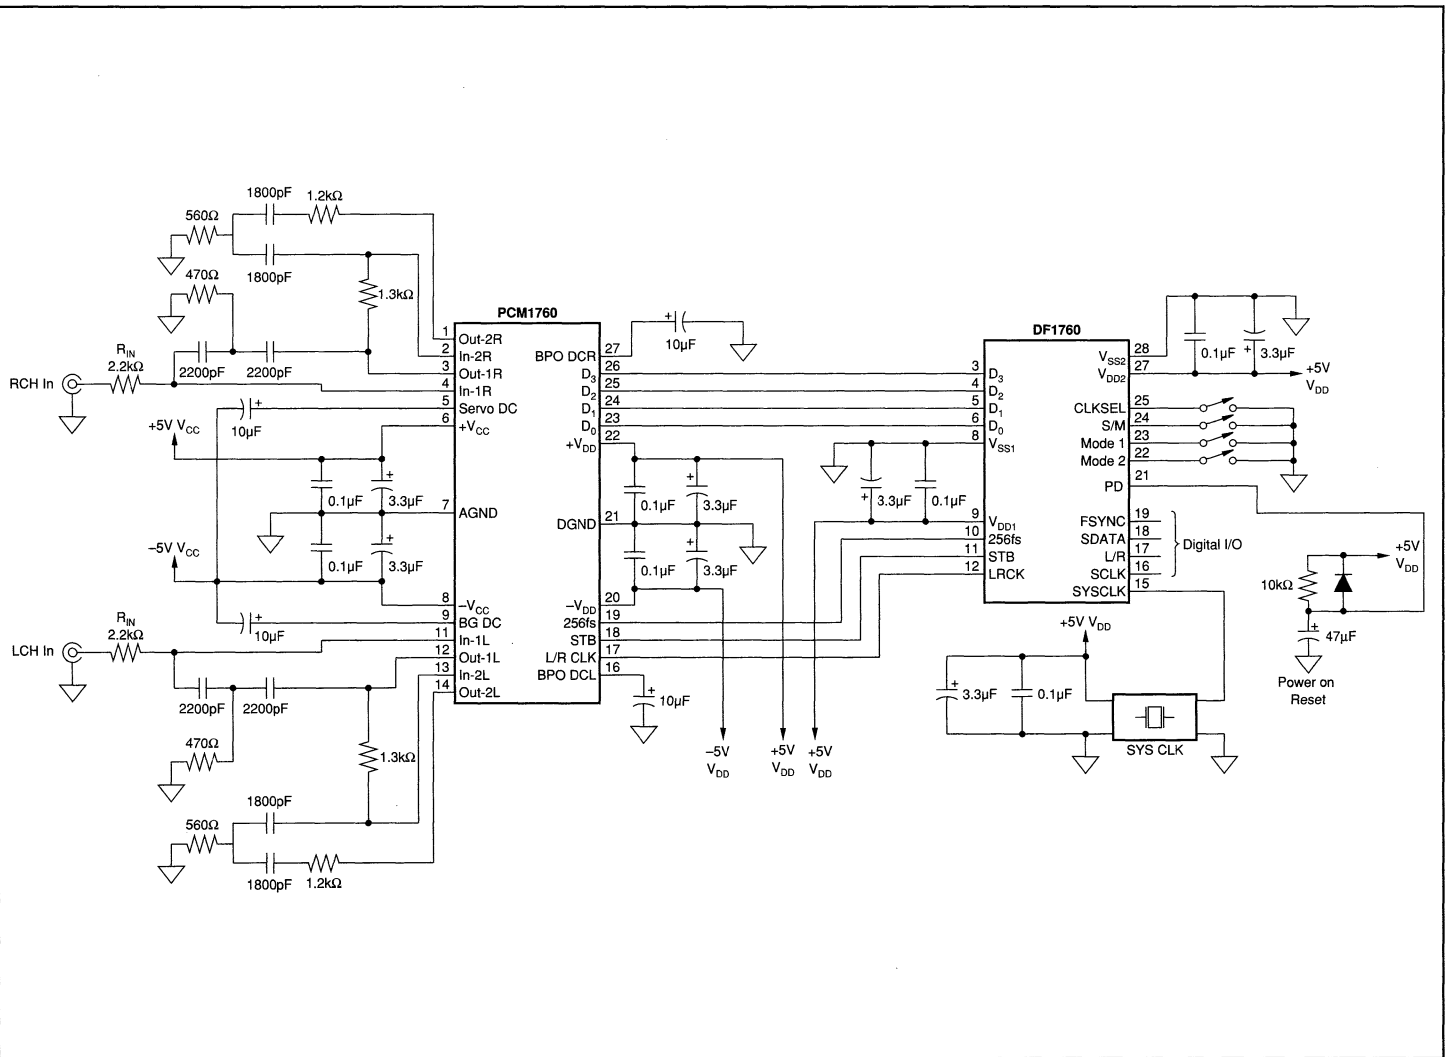 1800pF
1.2kΩ
560Ω
1800pF
470Ω
1.3kΩ
RIN
2.2kΩ
2200pF
2200pF
RCH In
10µF
+5V VCC
0.1µF
3.3µF
–5V VCC
0.1µF
3.3µF
10µF
RIN
2.2kΩ
LCH In
2200pF
2200pF
470Ω
1.3kΩ
1800pF
560Ω
1800pF
1.2kΩ
PCM1760
1 Out-2R
2 In-2R
3 Out-1R
4 In-1R
5 Servo DC
6 +VCC
7 AGND
8 –VCC
9 BG DC
11 In-1L
12 Out-1L
13 In-2L
14 Out-2L
BPO DCR 27
D3 26
D2 25
D1 24
D0 23
+VDD 22
DGND 21
–VDD 20
256fs 19
STB 18
L/R CLK 17
BPO DCL 16
10µF
0.1µF
3.3µF
0.1µF
3.3µF
10µF
–5V
VDD
+5V
VDD
+5V
VDD
3.3µF
0.1µF
DF1760
3 D3
4 D2
5 D1
6 D0
8 VSS1
9 VDD1
10 256fs
11 STB
12 LRCK
VSS2 28
VDD2 27
CLKSEL 25
S/M 24
Mode 1 23
Mode 2 22
PD 21
FSYNC 19
SDATA 18
L/R 17
SCLK 16
SYSCLK 15
0.1µF
3.3µF
+5V
VDD
Digital I/O
+5V
VDD
10kΩ
47µF
Power on
Reset
+5V VDD
3.3µF
0.1µF
SYS CLK